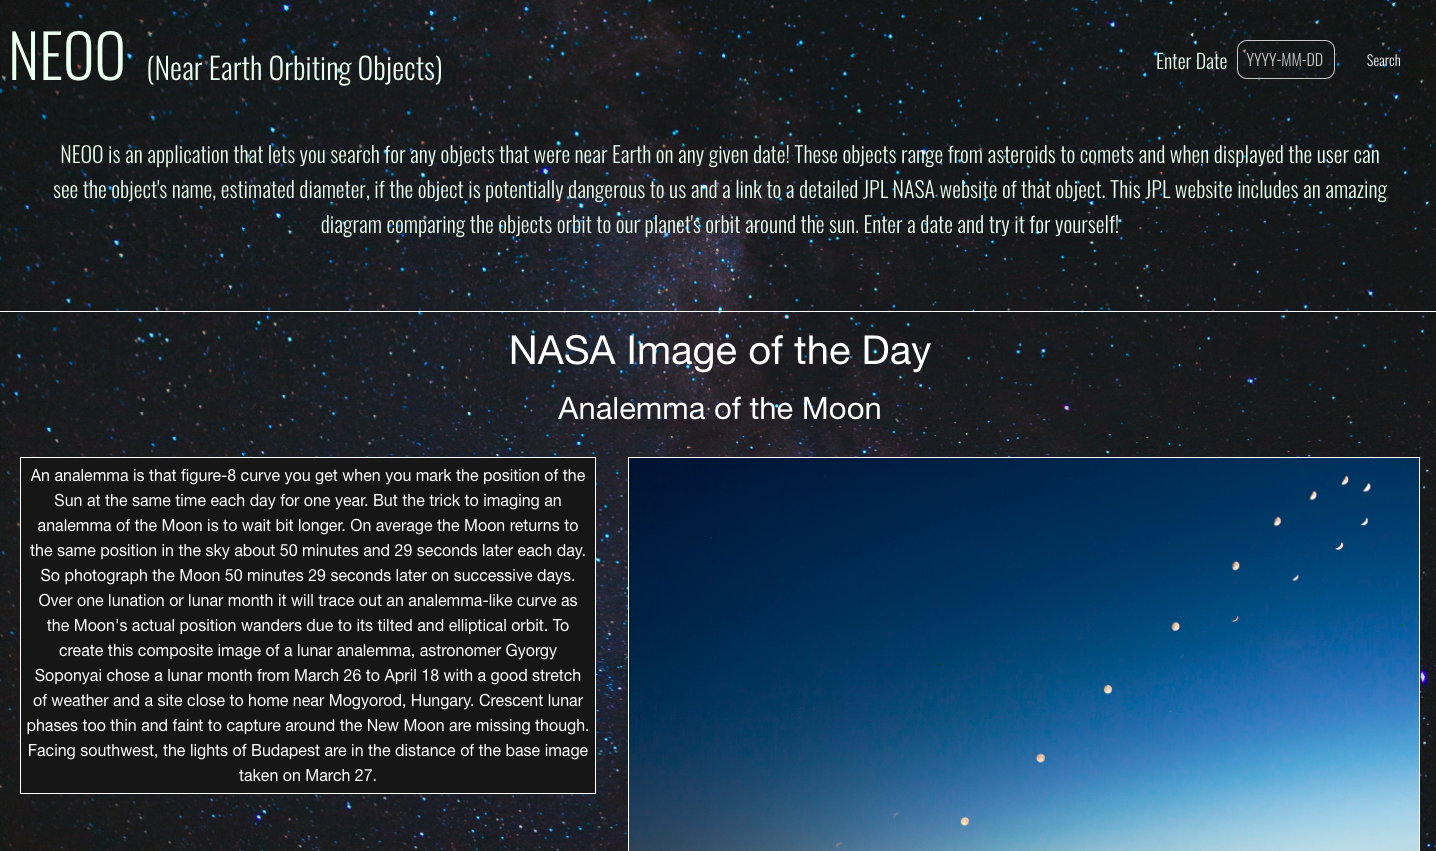 NEOO (Near Earth Orbiting Objects)
Enter Date YYYY-MM-DD Search
NEOO is an application that lets you search for any objects that were near Earth on any given date! These objects range from asteroids to comets and when displayed the user can
see the object's name, estimated diameter, if the object is potentially dangerous to us and a link to a detailed JPL NASA website of that object. This JPL website includes an amazing
diagram comparing the objects orbit to our planet's orbit around the sun. Enter a date and try it for yourself!
NASA Image of the Day
Analemma of the Moon
An analemma is that figure-8 curve you get when you mark the position of the
Sun at the same time each day for one year. But the trick to imaging an
analemma of the Moon is to wait bit longer. On average the Moon returns to
the same position in the sky about 50 minutes and 29 seconds later each day.
So photograph the Moon 50 minutes 29 seconds later on successive days.
Over one lunation or lunar month it will trace out an analemma-like curve as
the Moon's actual position wanders due to its tilted and elliptical orbit. To
create this composite image of a lunar analemma, astronomer Gyorgy
Soponyai chose a lunar month from March 26 to April 18 with a good stretch
of weather and a site close to home near Mogyorod, Hungary. Crescent lunar
phases too thin and faint to capture around the New Moon are missing though.
Facing southwest, the lights of Budapest are in the distance of the base image
taken on March 27.